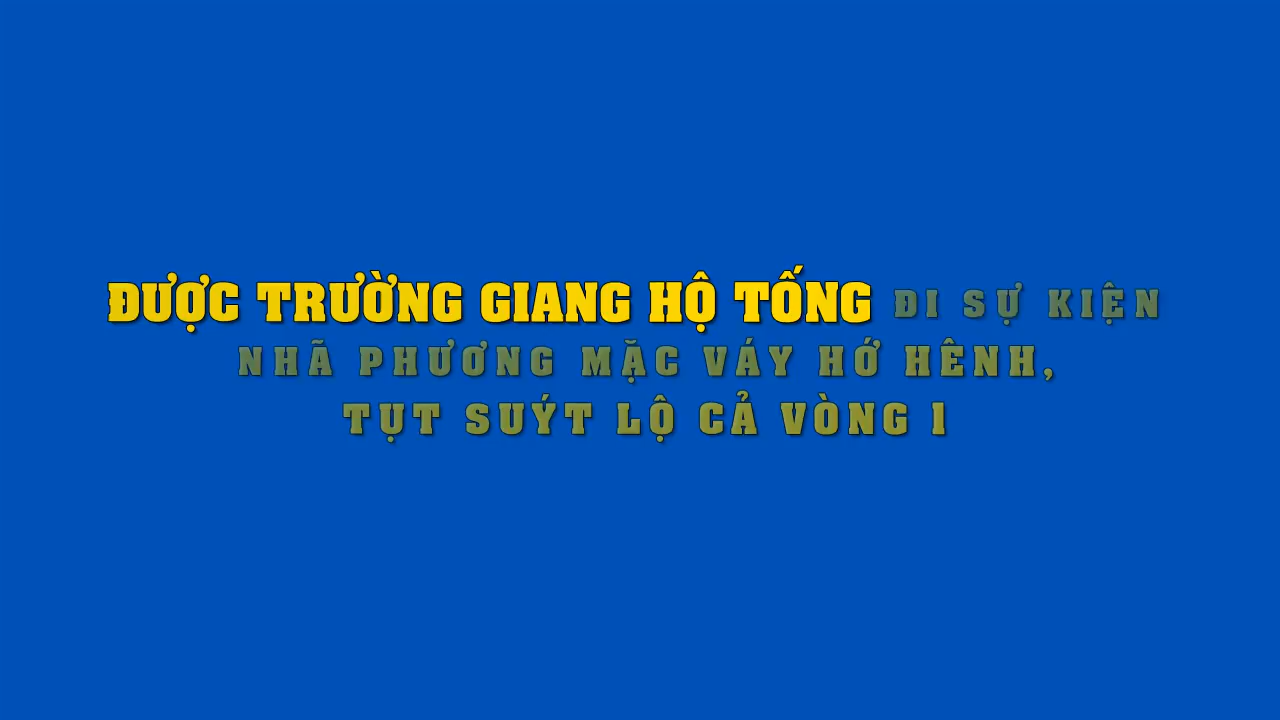 ĐƯỢC TRƯỜNG GIANG HỘ TỐNG ĐI SỰ KIỆN
NHÃ PHƯƠNG MẶC VÁY HỚ HÊNH,
TỤT SUÝT LỘ CẢ VÒNG 1